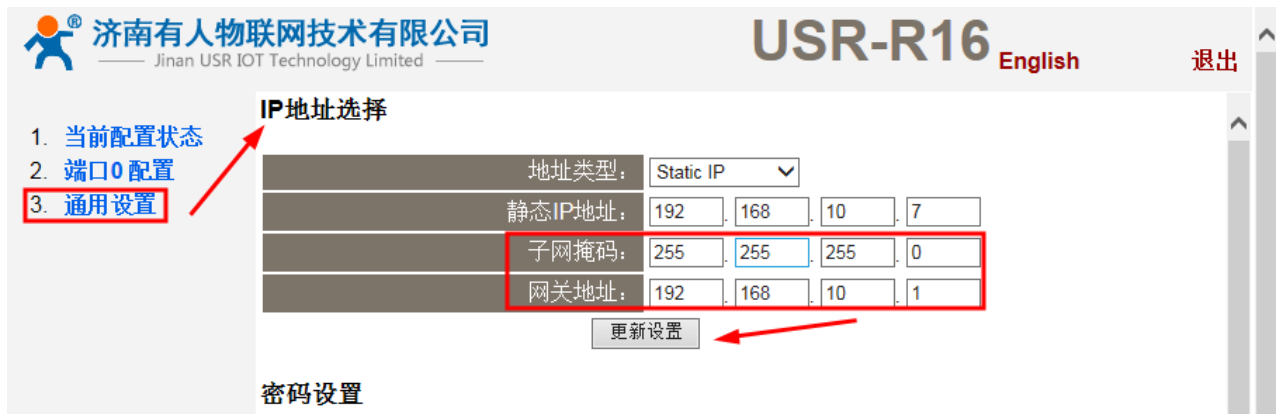 济南有人物联网技术有限公司®
Jinan USR IOT Technology Limited
USR-R16 English 退出
1. 当前配置状态
2. 端口0 配置
3. 通用设置
IP地址选择
地址类型： Static IP
静态IP地址： 192 . 168 . 10 . 7
子网掩码： 255 . 255 . 255 . 0
网关地址： 192 . 168 . 10 . 1
更新设置
密码设置